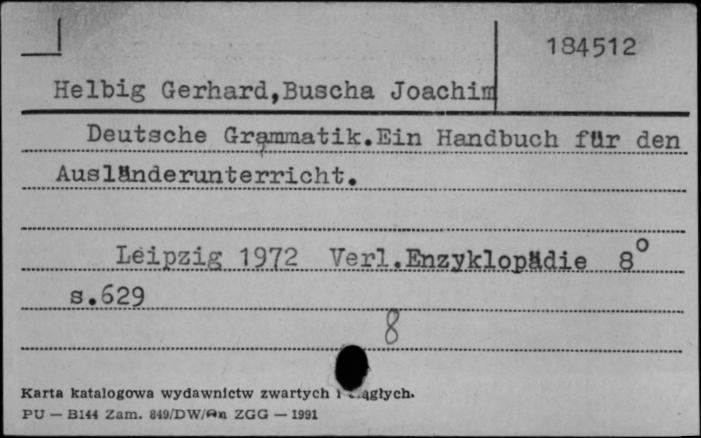 184512
Helbig Gerhard,Buscha Joachim
Deutsche Grammatik.Ein Handbuch für den
Ausländerunterricht.
Leipzig 1972 Verl.Enzyklopädie 8°
s.629
8
Karta katalogowa wydawnictw zwartych i
PU — B144 Zam. 849/DW/ ZGG — 1991